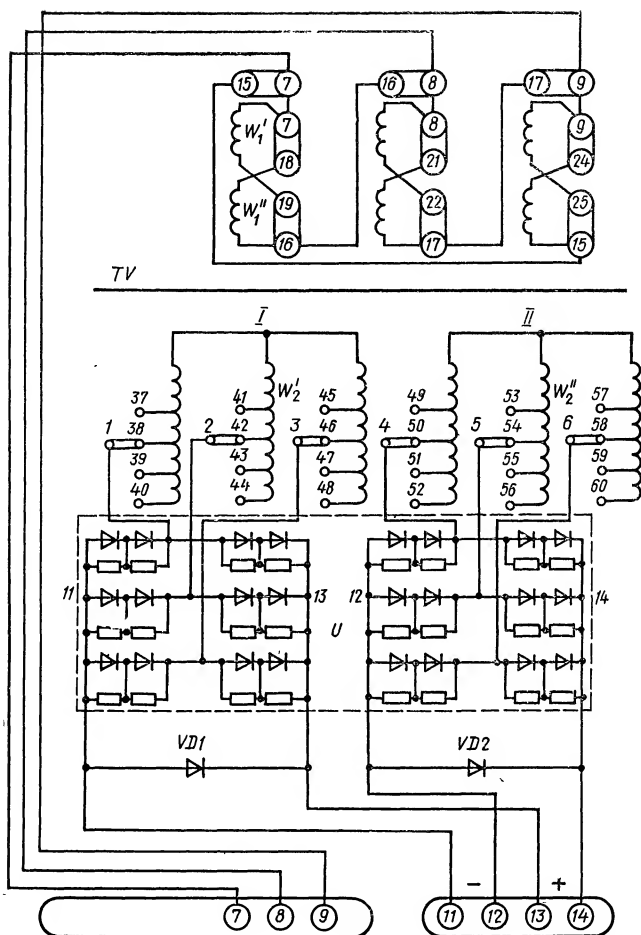 15 7 16 8 17 9
7 8 9
W₁′
18 21 24
19 22 25
W₁″
16 17 15
TV
I II
37 41 W₂′ 45 49 53 W₂″ 57
1 38 2 42 3 46 4 50 5 54 6 58
39 43 47 51 55 59
40 44 48 52 56 60
11 13 12 14
U
VD1 VD2
- +
7 8 9 11 12 13 14